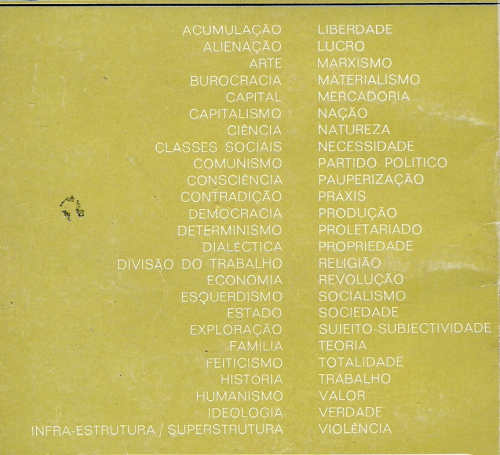 ACUMULAÇÃO
ALIENAÇÃO
ARTE
BUROCRACIA
CAPITAL
CAPITALISMO
CIÊNCIA
CLASSES SOCIAIS
COMUNISMO
CONSCIÊNCIA
CONTRADIÇÃO
DEMOCRACIA
DETERMINISMO
DIALÉCTICA
DIVISÃO DO TRABALHO
ECONOMIA
ESQUERDISMO
ESTADO
EXPLORAÇÃO
FAMÍLIA
FEITICISMO
HISTÓRIA
HUMANISMO
IDEOLOGIA
INFRA-ESTRUTURA / SUPERSTRUTURA
LIBERDADE
LUCRO
MARXISMO
MATERIALISMO
MERCADORIA
NAÇÃO
NATUREZA
NECESSIDADE
PARTIDO POLÍTICO
PAUPERIZAÇÃO
PRÁXIS
PRODUÇÃO
PROLETARIADO
PROPRIEDADE
RELIGIÃO
REVOLUÇÃO
SOCIALISMO
SOCIEDADE
SUJEITO-SUBJECTIVIDADE
TEORIA
TOTALIDADE
TRABALHO
VALOR
VERDADE
VIOLÊNCIA